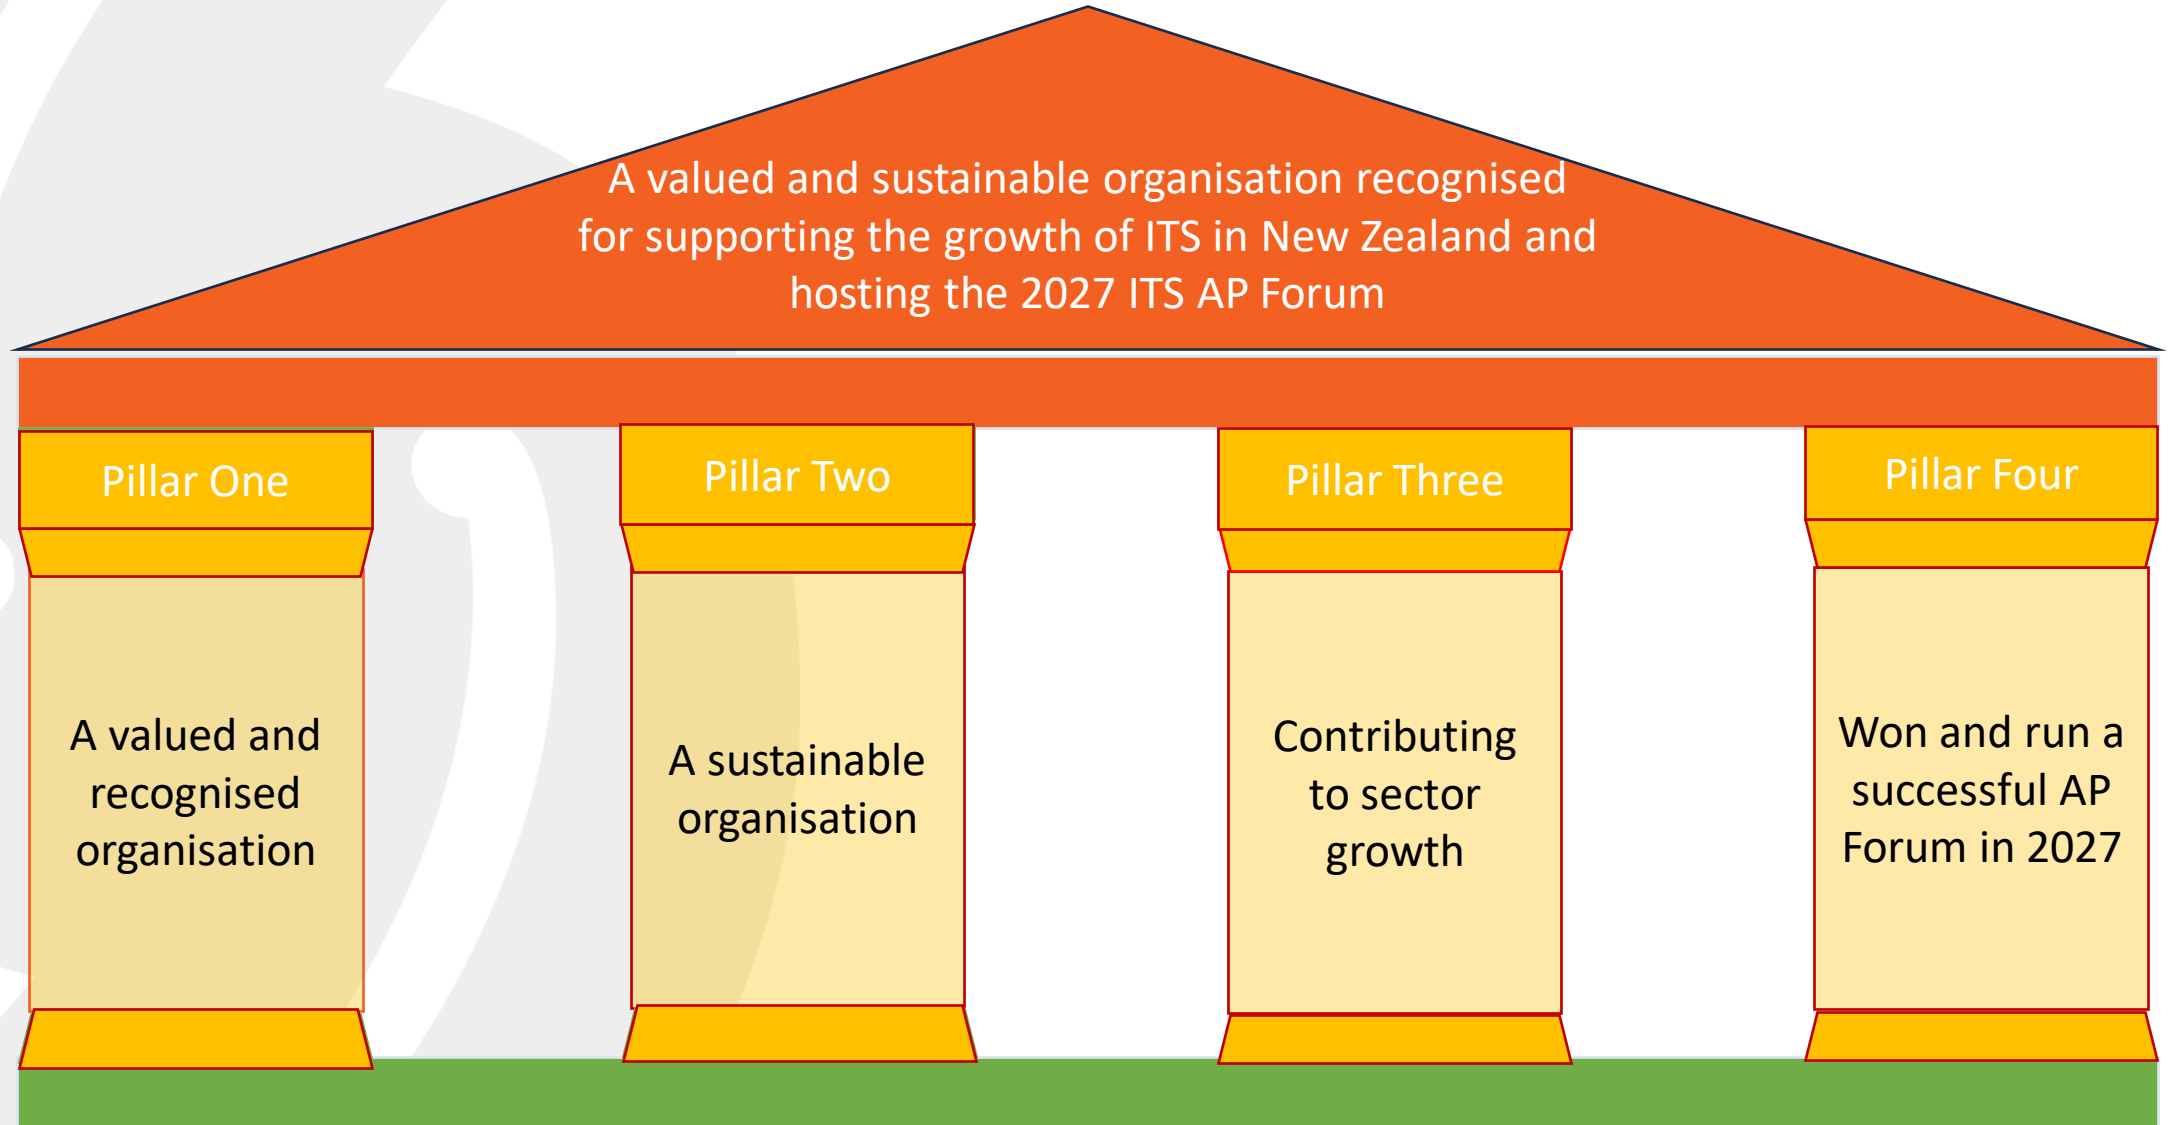 A valued and sustainable organisation recognised
for supporting the growth of ITS in New Zealand and
hosting the 2027 ITS AP Forum
Pillar One
Pillar Two
Pillar Three
Pillar Four
A valued and
recognised
organisation
A sustainable
organisation
Contributing
to sector
growth
Won and run a
successful AP
Forum in 2027